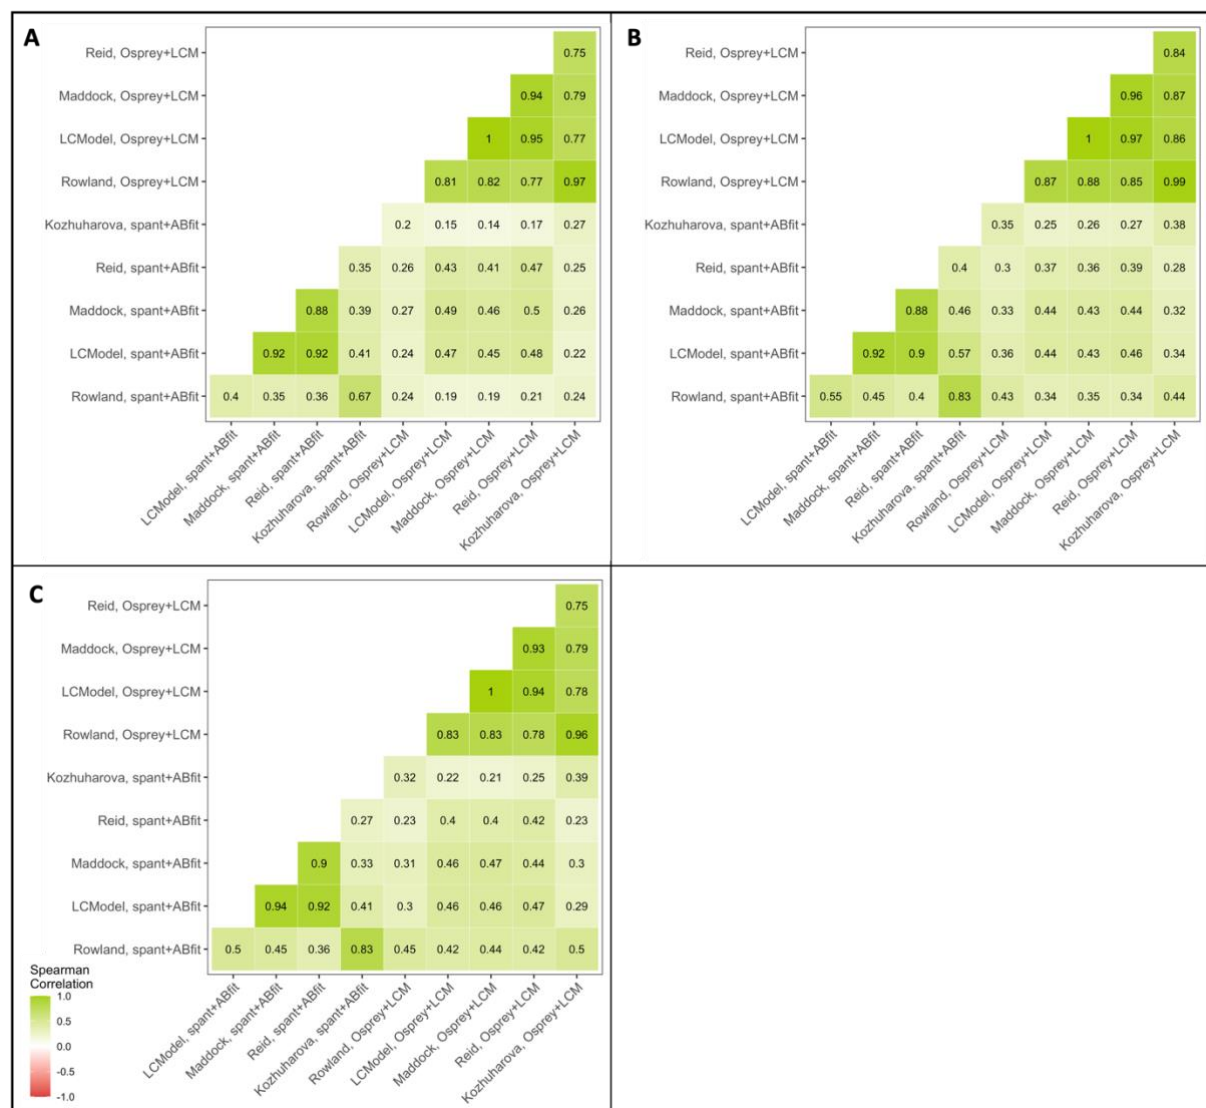 A
Reid, Osprey+LCM
0.75
Maddock, Osprey+LCM
0.94 0.79
LCModel, Osprey+LCM
1 0.95 0.77
Rowland, Osprey+LCM
0.81 0.82 0.77 0.97
Kozhuharova, spant+ABfit
0.2 0.15 0.14 0.17 0.27
Reid, spant+ABfit
0.35 0.26 0.43 0.41 0.47 0.25
Maddock, spant+ABfit
0.88 0.39 0.27 0.49 0.46 0.5 0.26
LCModel, spant+ABfit
0.92 0.92 0.41 0.24 0.47 0.45 0.48 0.22
Rowland, spant+ABfit
0.4 0.35 0.36 0.67 0.24 0.19 0.19 0.21 0.24
LCModel, spant+ABfit
Maddock, spant+ABfit
Reid, spant+ABfit
Kozhuharova, spant+ABfit
Rowland, Osprey+LCM
LCModel, Osprey+LCM
Maddock, Osprey+LCM
Reid, Osprey+LCM
Kozhuharova, Osprey+LCM
B
Reid, Osprey+LCM
0.84
Maddock, Osprey+LCM
0.96 0.87
LCModel, Osprey+LCM
1 0.97 0.86
Rowland, Osprey+LCM
0.87 0.88 0.85 0.99
Kozhuharova, spant+ABfit
0.35 0.25 0.26 0.27 0.38
Reid, spant+ABfit
0.4 0.3 0.37 0.36 0.39 0.28
Maddock, spant+ABfit
0.88 0.46 0.33 0.44 0.43 0.44 0.32
LCModel, spant+ABfit
0.92 0.9 0.57 0.36 0.44 0.43 0.46 0.34
Rowland, spant+ABfit
0.55 0.45 0.4 0.83 0.43 0.34 0.35 0.34 0.44
LCModel, spant+ABfit
Maddock, spant+ABfit
Reid, spant+ABfit
Kozhuharova, spant+ABfit
Rowland, Osprey+LCM
LCModel, Osprey+LCM
Maddock, Osprey+LCM
Reid, Osprey+LCM
Kozhuharova, Osprey+LCM
C
Reid, Osprey+LCM
0.75
Maddock, Osprey+LCM
0.93 0.79
LCModel, Osprey+LCM
1 0.94 0.78
Rowland, Osprey+LCM
0.83 0.83 0.78 0.96
Kozhuharova, spant+ABfit
0.32 0.22 0.21 0.25 0.39
Reid, spant+ABfit
0.27 0.23 0.4 0.4 0.42 0.23
Maddock, spant+ABfit
0.9 0.33 0.31 0.46 0.47 0.44 0.3
LCModel, spant+ABfit
0.94 0.92 0.41 0.3 0.46 0.46 0.47 0.29
Rowland, spant+ABfit
0.5 0.45 0.36 0.83 0.45 0.42 0.44 0.42 0.5
LCModel, spant+ABfit
Maddock, spant+ABfit
Reid, spant+ABfit
Kozhuharova, spant+ABfit
Rowland, Osprey+LCM
LCModel, Osprey+LCM
Maddock, Osprey+LCM
Reid, Osprey+LCM
Kozhuharova, Osprey+LCM
Spearman
Correlation
1.0
0.5
0.0
-0.5
-1.0